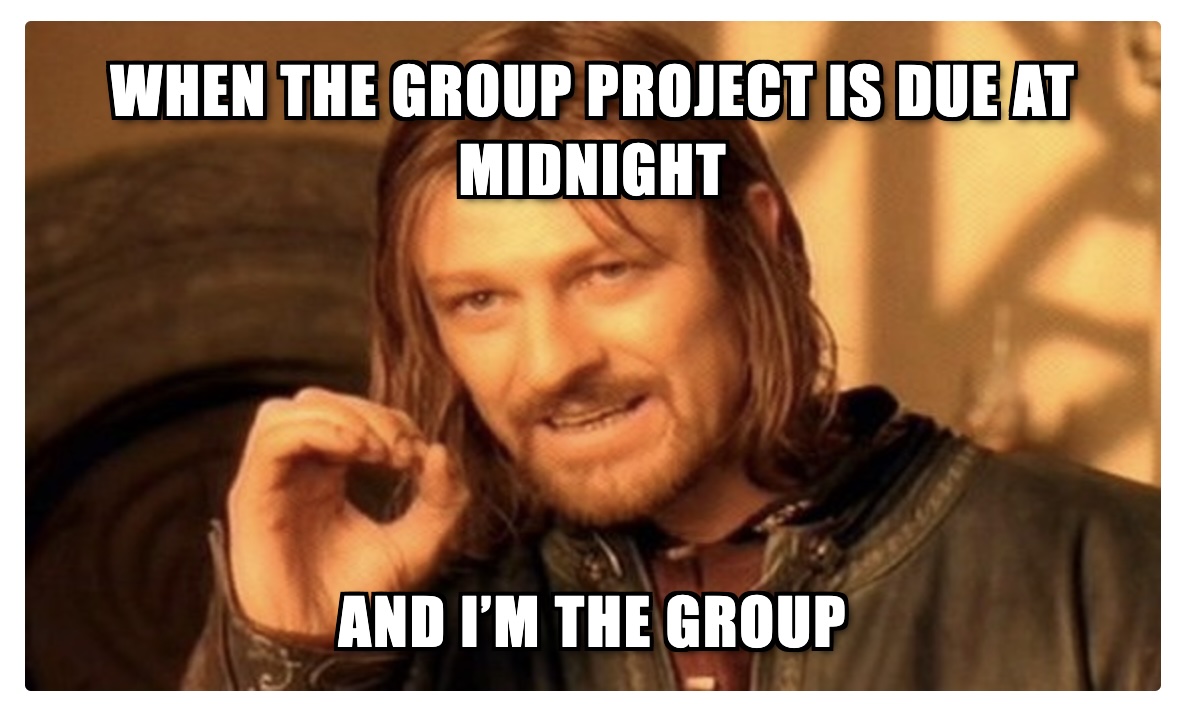 WHEN THE GROUP PROJECT IS DUE AT
MIDNIGHT
AND I’M THE GROUP